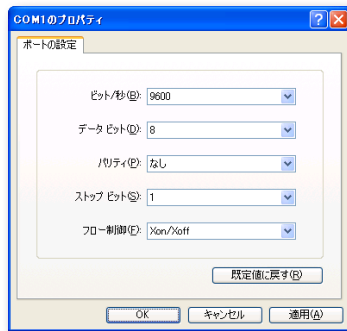 COM1のプロパティ
ポートの設定
ビット/秒(B): 9600
データ ビット(D): 8
パリティ(P): なし
ストップ ビット(S): 1
フロー制御(F): Xon/Xoff
既定値に戻す(R)
OK キャンセル 適用(A)